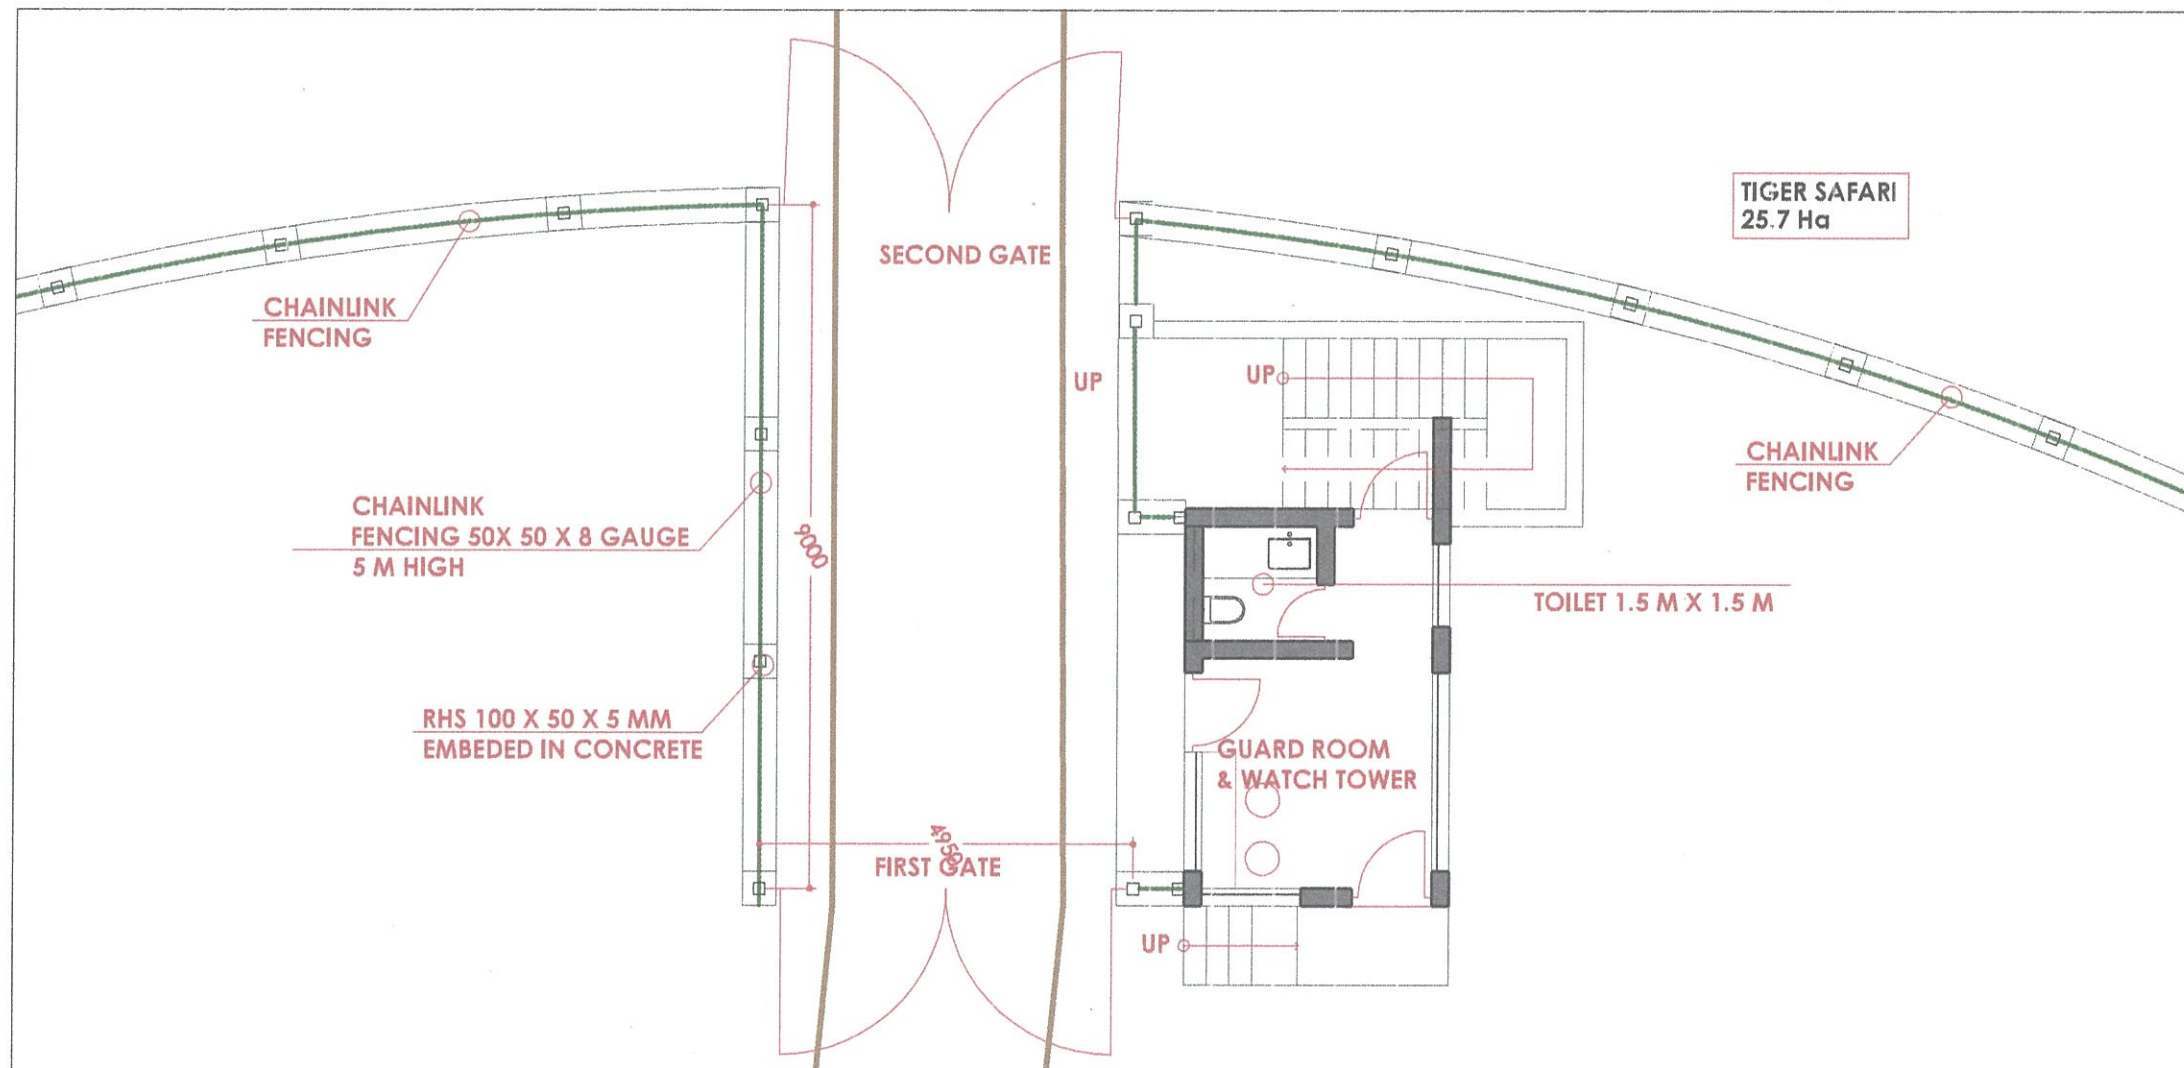 TIGER SAFARI
25.7 Ha
SECOND GATE
CHAINLINK
FENCING
UP
UP
CHAINLINK
FENCING
CHAINLINK
FENCING 50X 50 X 8 GAUGE
5 M HIGH
9000
TOILET 1.5 M X 1.5 M
RHS 100 X 50 X 5 MM
EMBEDED IN CONCRETE
GUARD ROOM
& WATCH TOWER
4950
FIRST GATE
UP